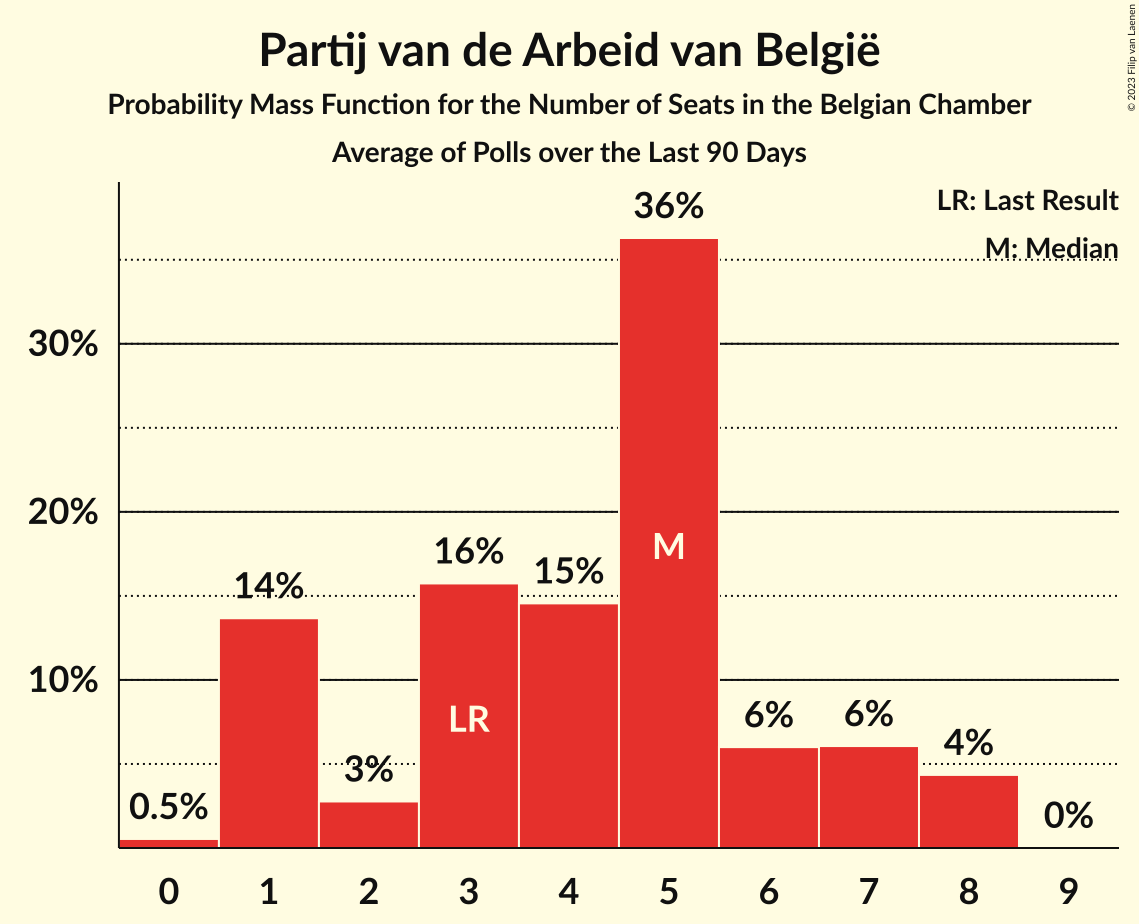 Partij van de Arbeid van België
Probability Mass Function for the Number of Seats in the Belgian Chamber
Average of Polls over the Last 90 Days
© 2023 Filip van Laenen
LR: Last Result
M: Median
36%
30%
20%
10%
0.5%
14%
3%
16%
15%
6%
6%
4%
0%
LR
M
0 1 2 3 4 5 6 7 8 9